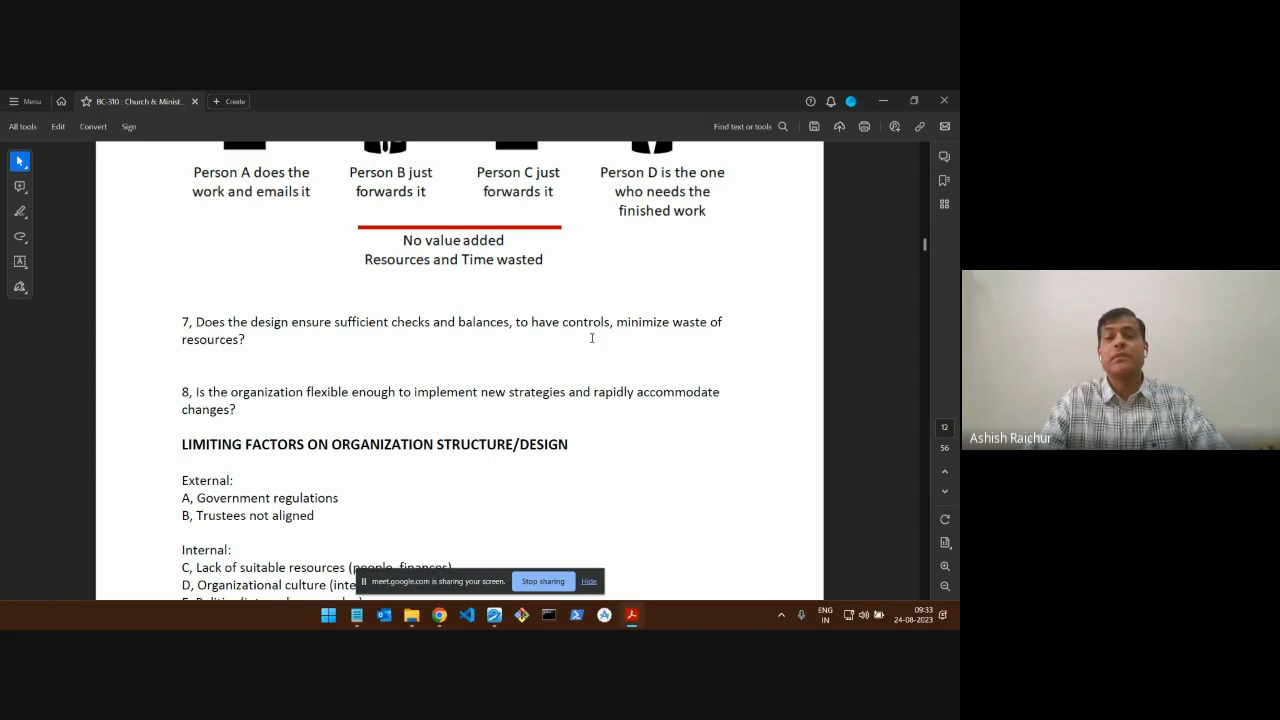 Menu
BC-310 : Church & Minist...
Create
All tools
Edit
Convert
Sign
Find text or tools
Person A does the
work and emails it
Person B just
forwards it
Person C just
forwards it
Person D is the one
who needs the
finished work
No value added
Resources and Time wasted
7, Does the design ensure sufficient checks and balances, to have controls, minimize waste of
resources?
8, Is the organization flexible enough to implement new strategies and rapidly accommodate
changes?
LIMITING FACTORS ON ORGANIZATION STRUCTURE/DESIGN
External:
A, Government regulations
B, Trustees not aligned
Internal:
C, Lack of suitable resources (people, finances)
D, Organizational culture
meet.google.com is sharing your screen.
Stop sharing
Hide
12
56
Ashish Raichur
ENG
IN
09:33
24-08-2023